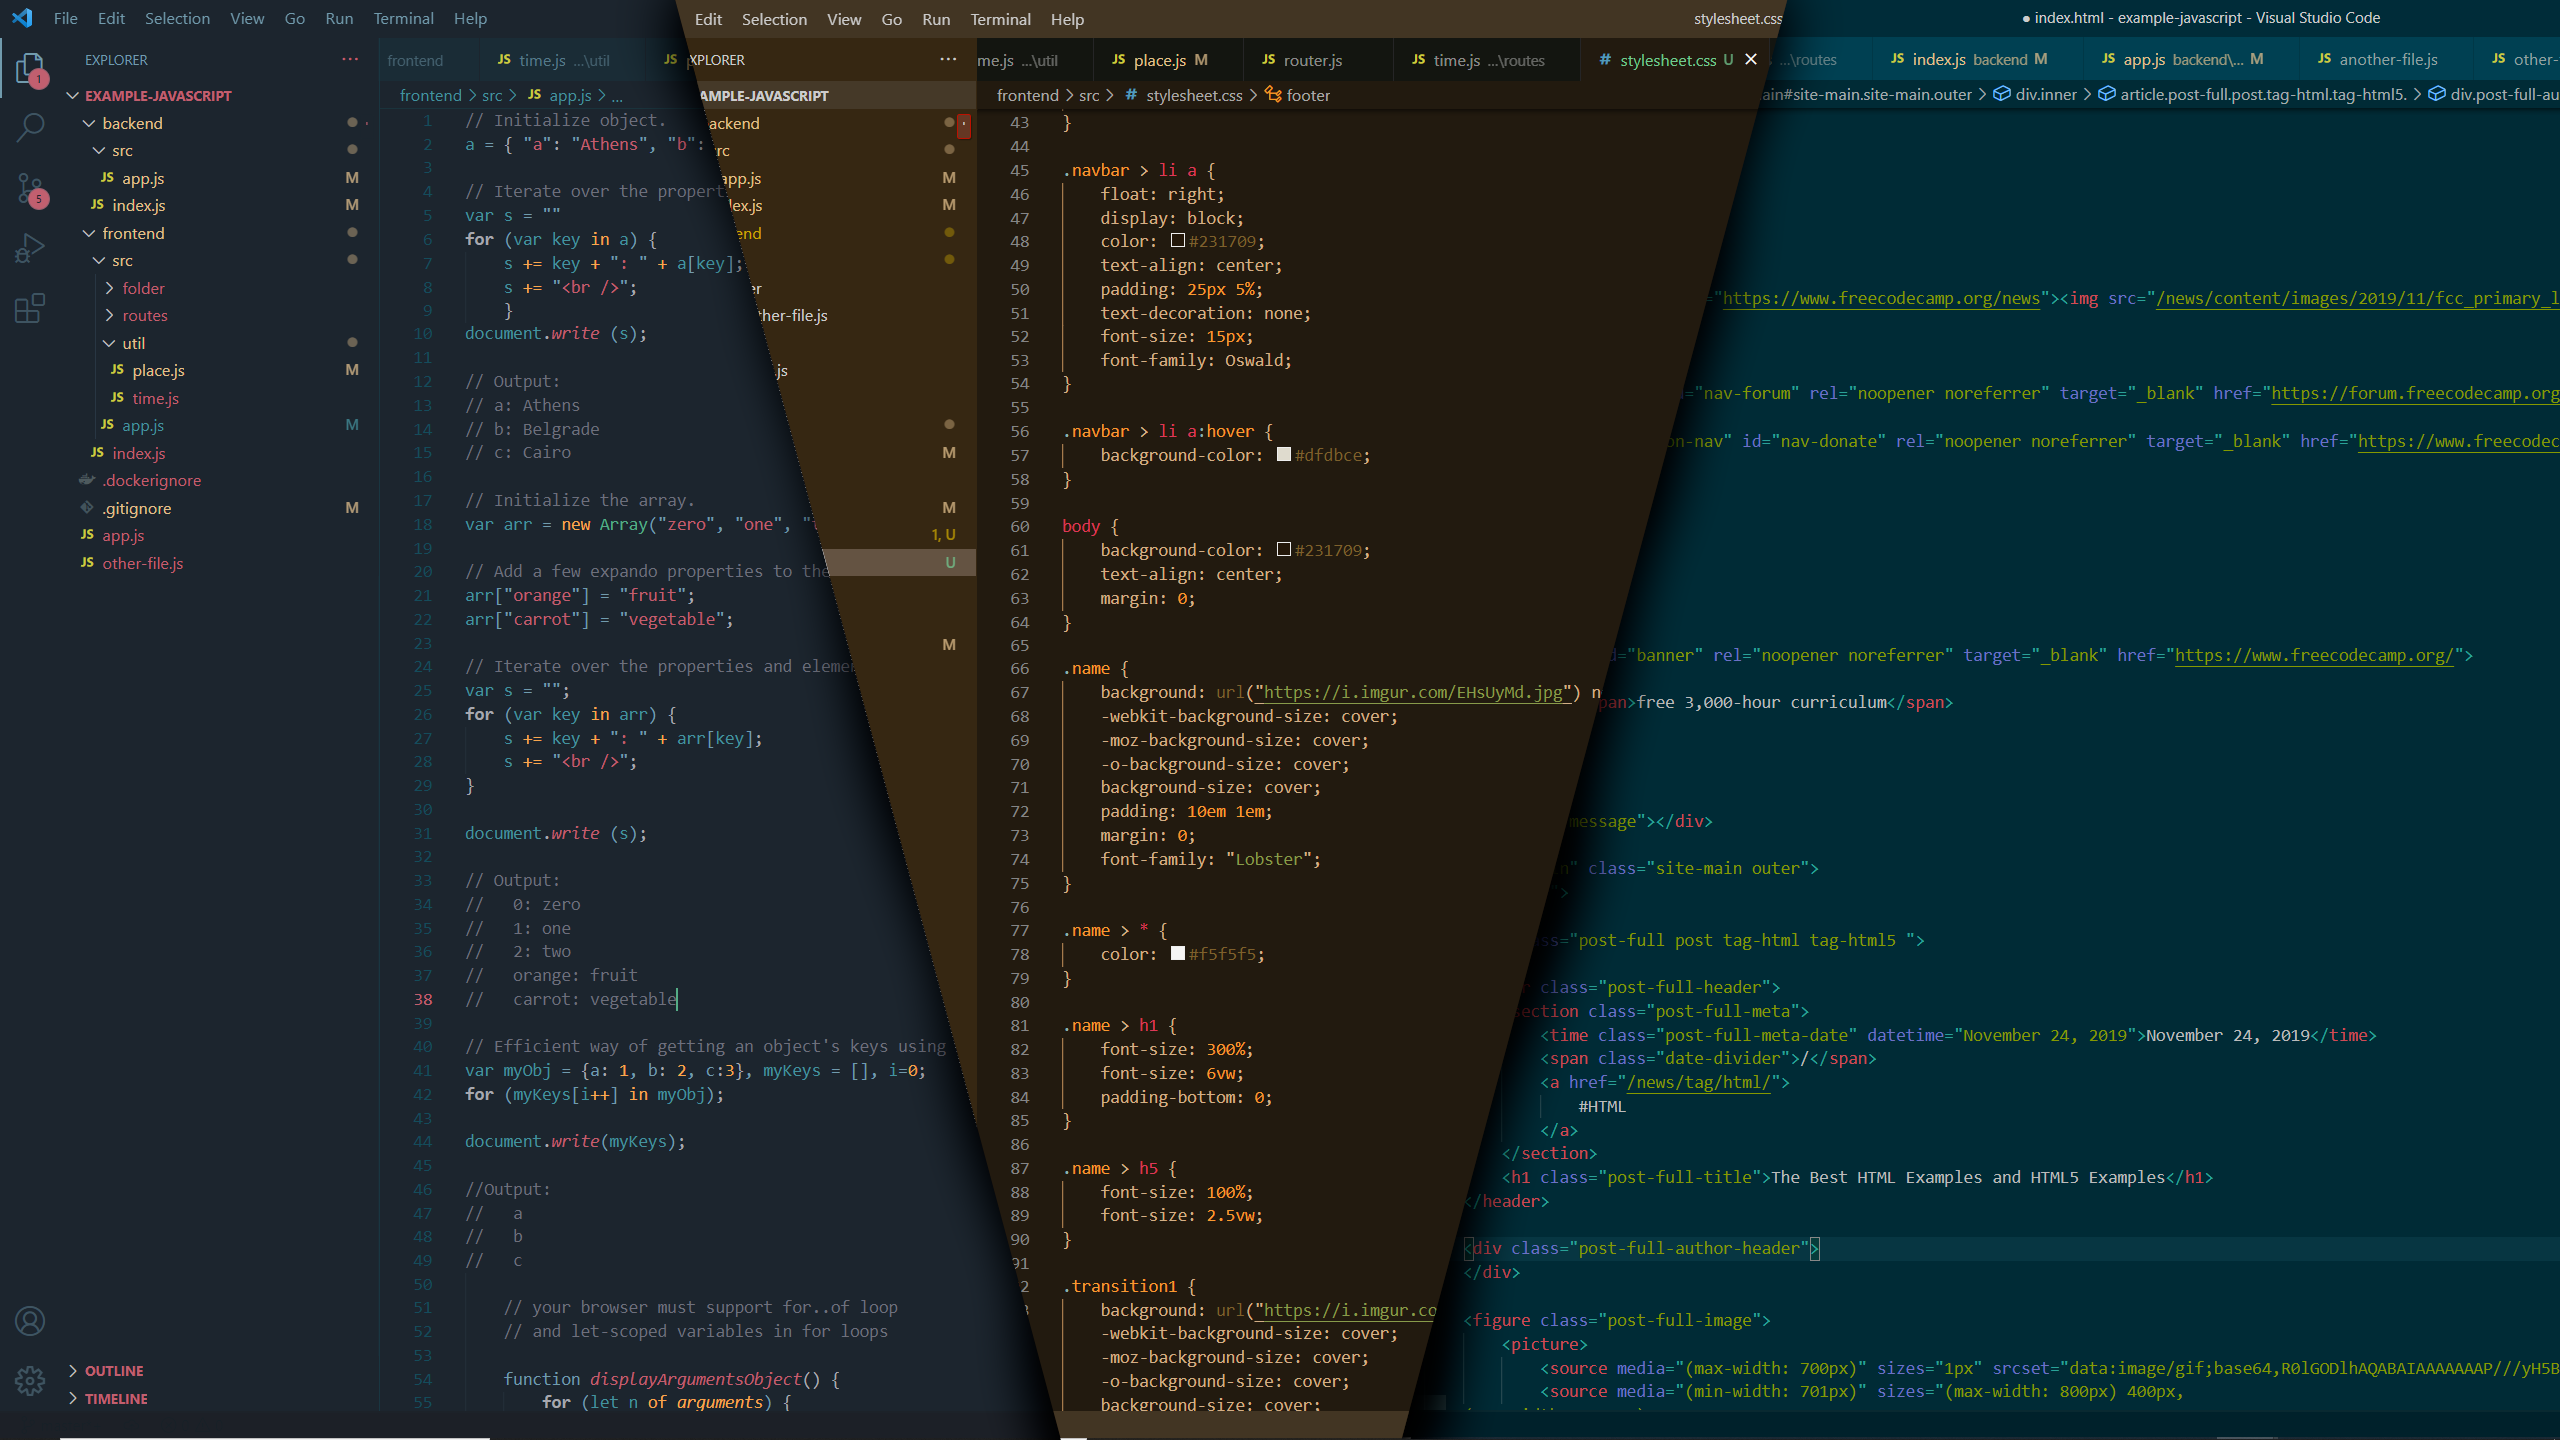 File Edit Selection View Go Run Terminal Help
EXPLORER
EXAMPLE-JAVASCRIPT
backend
src
JS app.js M
JS index.js M
frontend
src
folder
routes
util
JS place.js M
JS time.js
JS app.js M
JS index.js
.dockerignore
.gitignore M
JS app.js
JS other-file.js
OUTLINE
TIMELINE
1
5
frontend JS time.js ...\util JS
frontend > src > JS app.js > ...
1 // Initialize object.
2 a = { "a": "Athens", "b":
3
4 // Iterate over the propert
5 var s = ""
6 for (var key in a) {
7 s += key + ": " + a[key];
8 s += "<br />";
9 }
10 document.write (s);
11
12 // Output:
13 // a: Athens
14 // b: Belgrade
15 // c: Cairo
16
17 // Initialize the array.
18 var arr = new Array("zero", "one", "
19
20 // Add a few expando properties to the
21 arr["orange"] = "fruit";
22 arr["carrot"] = "vegetable";
23
24 // Iterate over the properties and eleme
25 var s = "";
26 for (var key in arr) {
27 s += key + ": " + arr[key];
28 s += "<br />";
29 }
30
31 document.write (s);
32
33 // Output:
34 // 0: zero
35 // 1: one
36 // 2: two
37 // orange: fruit
38 // carrot: vegetable
39
40 // Efficient way of getting an object's keys using
41 var myObj = {a: 1, b: 2, c:3}, myKeys = [], i=0;
42 for (myKeys[i++] in myObj);
43
44 document.write(myKeys);
45
46 //Output:
47 // a
48 // b
49 // c
50
51 // your browser must support for..of loop
52 // and let-scoped variables in for loops
53
54 function displayArgumentsObject() {
55 for (let n of arguments) {
Edit Selection View Go Run Terminal Help stylesheet.css
XPLORER
AMPLE-JAVASCRIPT
ackend
rc
app.js M
dex.js M
end
er
ther-file.js
.js
M
M
1, U
U
M
me.js ...\util JS place.js M JS router.js JS time.js ...\routes # stylesheet.css U
frontend > src > # stylesheet.css > footer
43 }
44
45 .navbar > li a {
46 float: right;
47 display: block;
48 color: #231709;
49 text-align: center;
50 padding: 25px 5%;
51 text-decoration: none;
52 font-size: 15px;
53 font-family: Oswald;
54 }
55
56 .navbar > li a:hover {
57 background-color: #dfdbce;
58 }
59
60 body {
61 background-color: #231709;
62 text-align: center;
63 margin: 0;
64 }
65
66 .name {
67 background: url("https://i.imgur.com/EHsUyMd.jpg") n
68 -webkit-background-size: cover;
69 -moz-background-size: cover;
70 -o-background-size: cover;
71 background-size: cover;
72 padding: 10em 1em;
73 margin: 0;
74 font-family: "Lobster";
75 }
76
77 .name > * {
78 color: #f5f5f5;
79 }
80
81 .name > h1 {
82 font-size: 300%;
83 font-size: 6vw;
84 padding-bottom: 0;
85 }
86
87 .name > h5 {
88 font-size: 100%;
89 font-size: 2.5vw;
90 }
91
2 .transition1 {
background: url("https://i.imgur.co
-webkit-background-size: cover;
-moz-background-size: cover;
-o-background-size: cover;
background-size: cover;
● index.html - example-javascript - Visual Studio Code
...\routes JS index.js backend M JS app.js backend\... M JS another-file.js JS other-
ain#site-main.site-main.outer > div.inner > article.post-full.post.tag-html.tag-html5. > div.post-full-au
="https://www.freecodecamp.org/news"><img src="/news/content/images/2019/11/fcc_primary_l
="nav-forum" rel="noopener noreferrer" target="_blank" href="https://forum.freecodecamp.org
on-nav" id="nav-donate" rel="noopener noreferrer" target="_blank" href="https://www.freecodec
d="banner" rel="noopener noreferrer" target="_blank" href="https://www.freecodecamp.org/">
pan>free 3,000-hour curriculum</span>
message"></div>
n" class="site-main outer">
">
ss="post-full post tag-html tag-html5 ">
class="post-full-header">
section class="post-full-meta">
<time class="post-full-meta-date" datetime="November 24, 2019">November 24, 2019</time>
<span class="date-divider">/</span>
<a href="/news/tag/html/">
#HTML
</a>
</section>
<h1 class="post-full-title">The Best HTML Examples and HTML5 Examples</h1>
</header>
<div class="post-full-author-header">
</div>
<figure class="post-full-image">
<picture>
<source media="(max-width: 700px)" sizes="1px" srcset="data:image/gif;base64,R0lGODlhAQABAIAAAAAAAP///yH5B
<source media="(min-width: 701px)" sizes="(max-width: 800px) 400px,